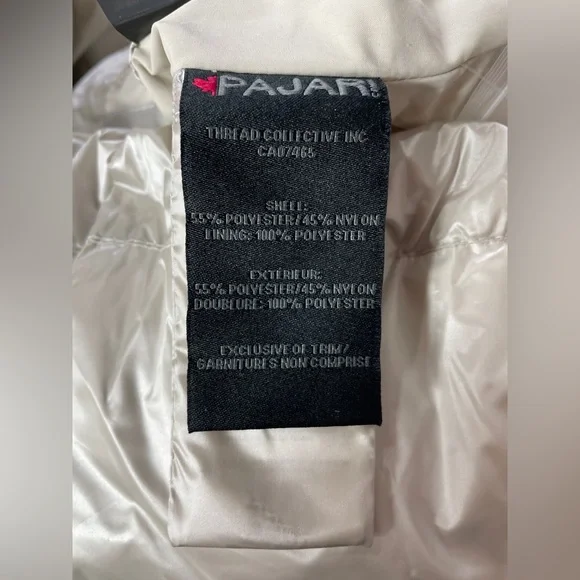 PAJAR!
THREAD COLLECTIVE INC
CA07465
SHELL:
55% POLYESTER/45% NYLON
LINING: 100% POLYESTER
EXTÉRIEUR:
55% POLYESTER/45% NYLON
DOUBLURE: 100% POLYESTER
EXCLUSIVE OF TRIM/
GARNITURES NON COMPRISE